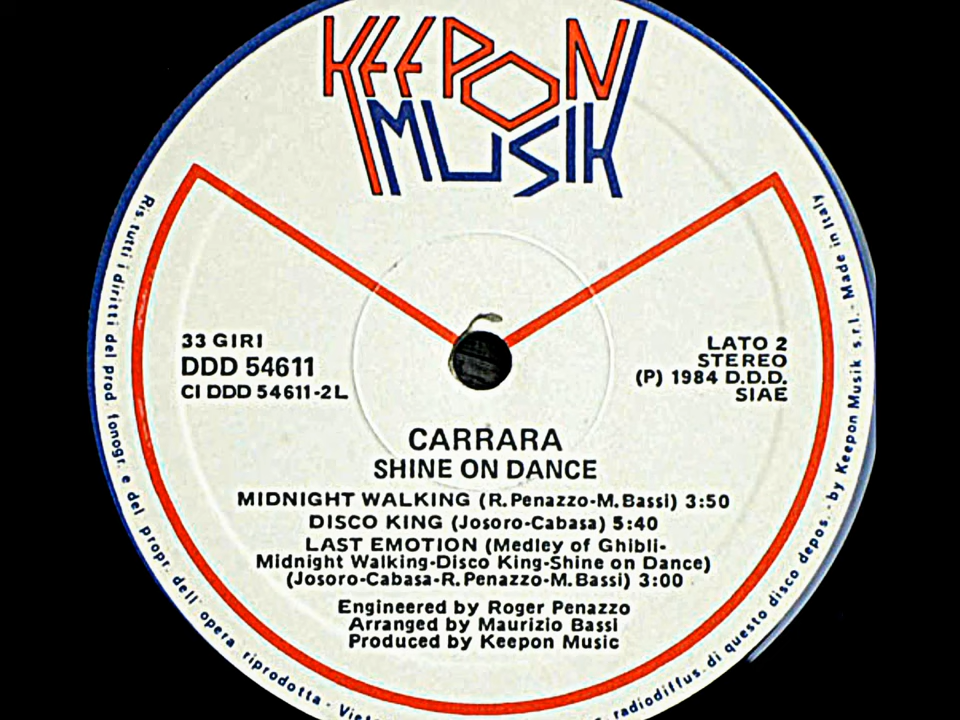 KEEPON
MUSIK
33 GIRI
DDD 54611
CI DDD 54611-2L
LATO 2
STEREO
(P) 1984 D.D.D.
SIAE
CARRARA
SHINE ON DANCE
MIDNIGHT WALKING (R. Penazzo-M. Bassi) 3:50
DISCO KING (Josoro-Cabasa) 5:40
LAST EMOTION (Medley of Ghibli-
Midnight Walking-Disco King-Shine on Dance)
(Josoro-Cabasa-R. Penazzo-M. Bassi) 3:00
Engineered by Roger Penazzo
Arranged by Maurizio Bassi
Produced by Keepon Music
Ris. tutti i diritti del prod. fonogr. e del propr. dell' opera riprodotta -
radiodiffus. di questo disco depos. - by Keepon Musik s.r.l. - Made in Italy